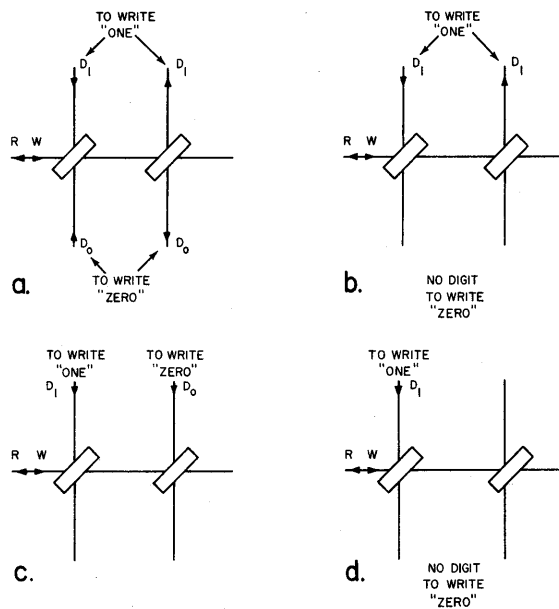 TO WRITE
"ONE"
D1 D1
R W
D0 D0
TO WRITE
"ZERO"
a.
TO WRITE
"ONE"
D1 D1
R W
b.
NO DIGIT
TO WRITE
"ZERO"
TO WRITE
"ONE"
D1
TO WRITE
"ZERO"
D0
R W
c.
TO WRITE
"ONE"
D1
R W
d.
NO DIGIT
TO WRITE
"ZERO"